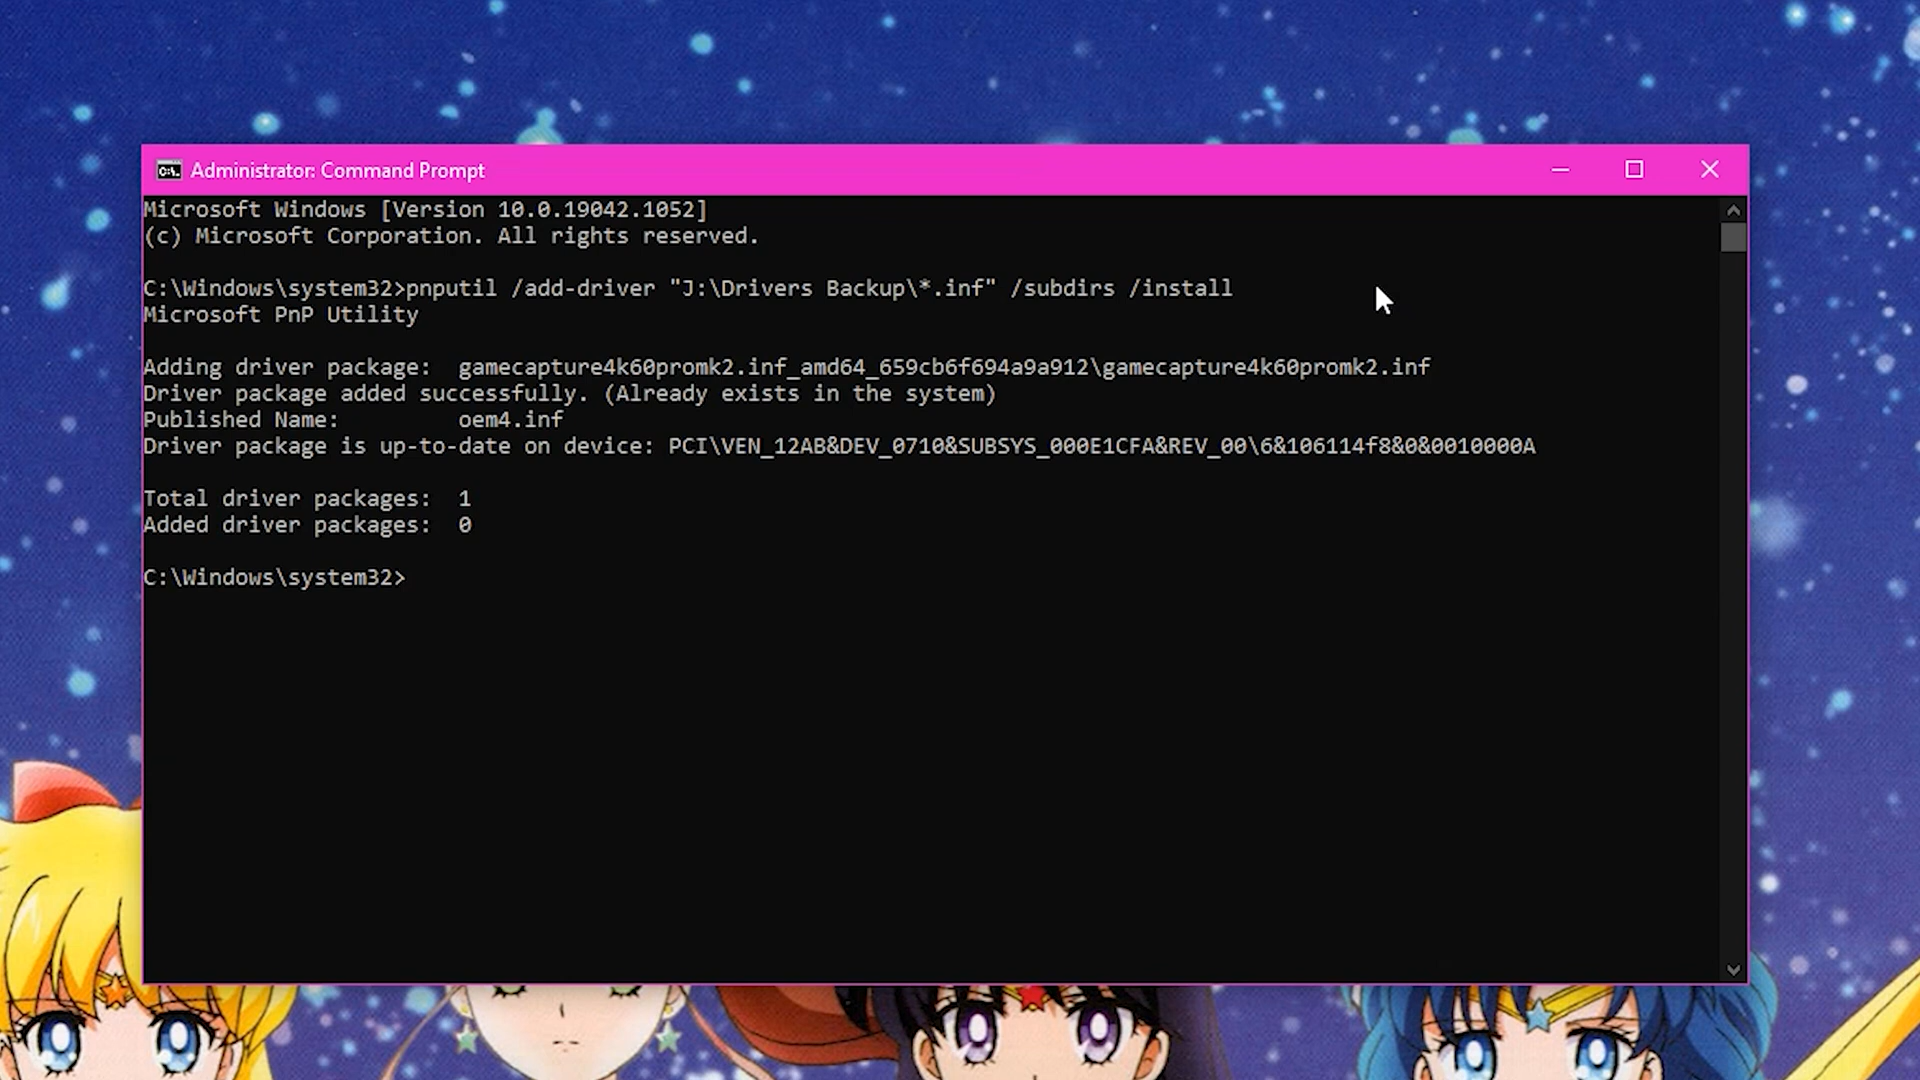 Administrator: Command Prompt
Microsoft Windows [Version 10.0.19042.1052]
(c) Microsoft Corporation. All rights reserved.
C:\Windows\system32>pnputil /add-driver "J:\Drivers Backup\*.inf" /subdirs /install
Microsoft PnP Utility
Adding driver package:  gamecapture4k60promk2.inf_amd64_659cb6f694a9a912\gamecapture4k60promk2.inf
Driver package added successfully. (Already exists in the system)
Published Name:         oem4.inf
Driver package is up-to-date on device: PCI\VEN_12AB&DEV_0710&SUBSYS_000E1CFA&REV_00\6&106114f8&0&0010000A
Total driver packages:  1
Added driver packages:  0
C:\Windows\system32>